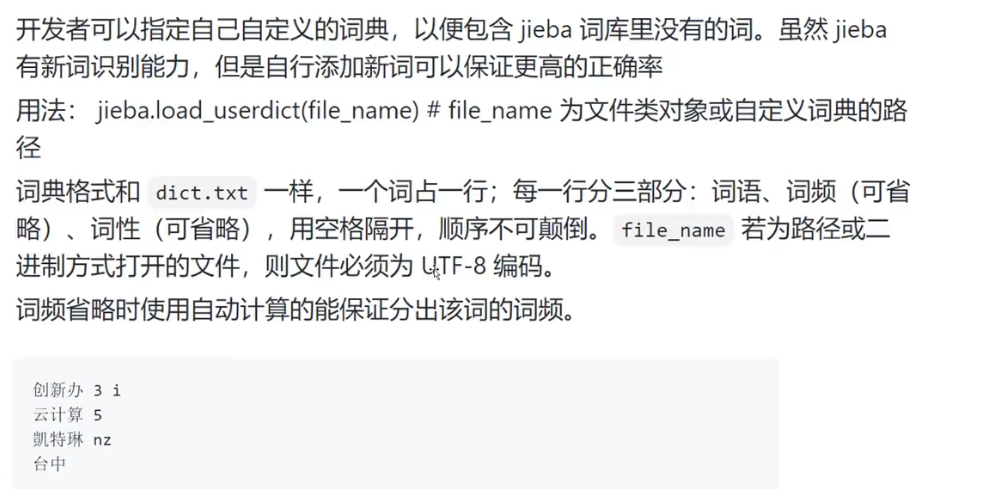 开发者可以指定自己自定义的词典，以便包含 jieba 词库里没有的词。虽然 jieba
有新词识别能力，但是自行添加新词可以保证更高的正确率
用法： jieba.load_userdict(file_name) # file_name 为文件类对象或自定义词典的路
径
词典格式和 dict.txt 一样，一个词占一行；每一行分三部分：词语、词频（可省
略）、词性（可省略），用空格隔开，顺序不可颠倒。 file_name 若为路径或二
进制方式打开的文件，则文件必须为 UTF-8 编码。
词频省略时使用自动计算的能保证分出该词的词频。
创新办 3 i
云计算 5
凱特琳 nz
台中